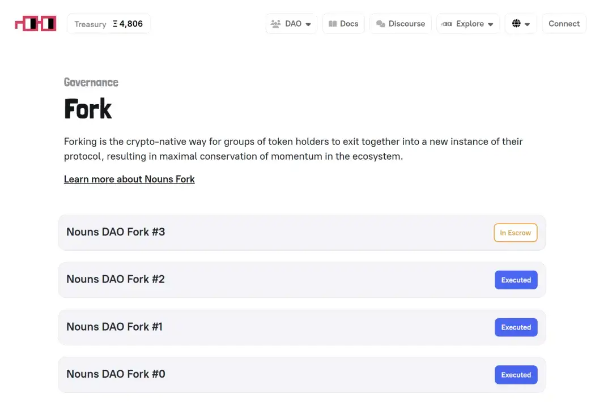 Treasury Ξ 4,806
DAO
Docs
Discourse
Explore
Connect
Governance
Fork
Forking is the crypto-native way for groups of token holders to exit together into a new instance of their
protocol, resulting in maximal conservation of momentum in the ecosystem.
Learn more about Nouns Fork
Nouns DAO Fork #3
In Escrow
Nouns DAO Fork #2
Executed
Nouns DAO Fork #1
Executed
Nouns DAO Fork #0
Executed